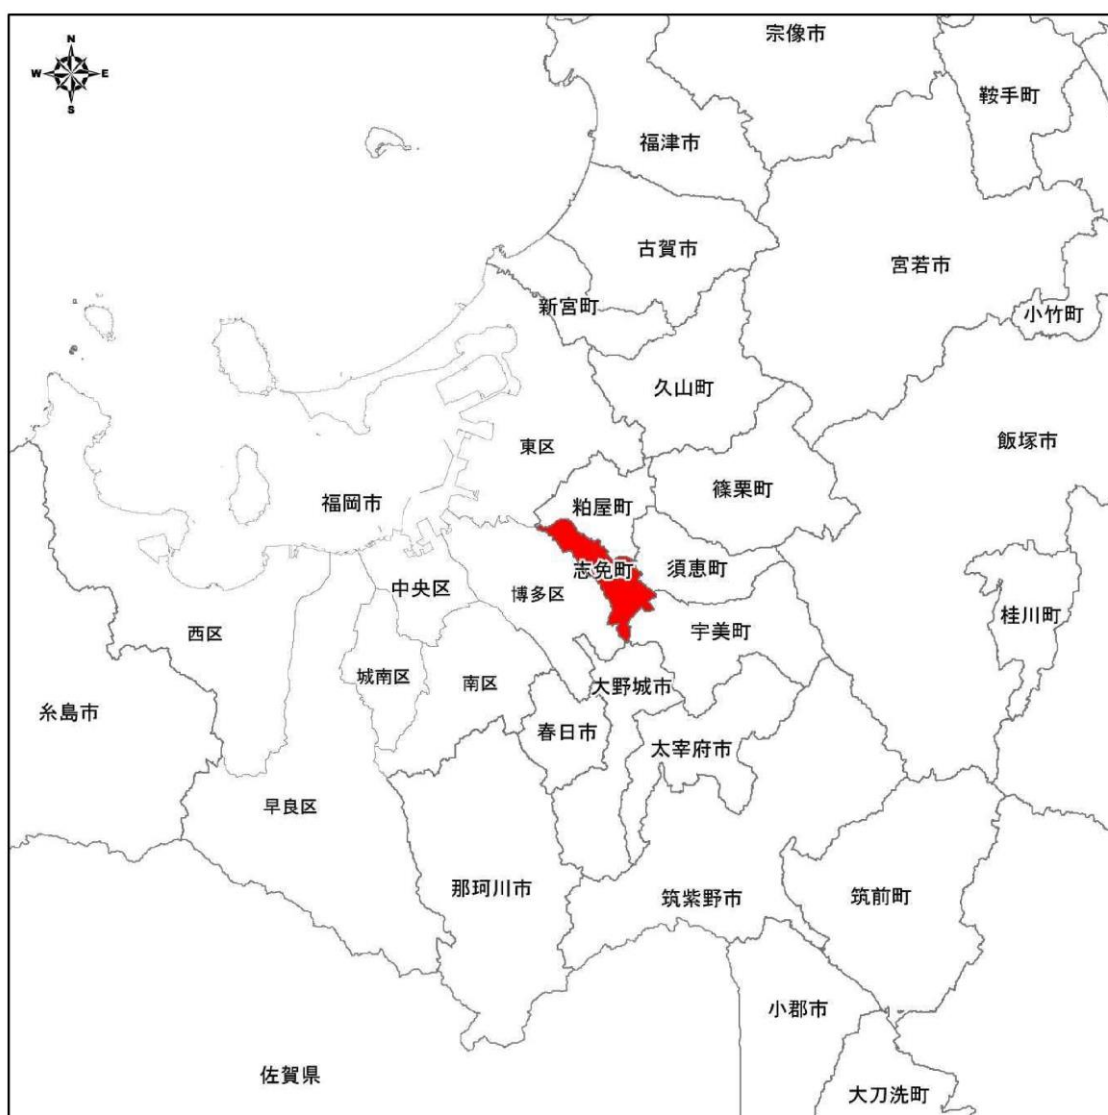 宗像市
N
W
E
S
鞍手町
福津市
古賀市
宮若市
新宮町
小竹町
久山町
東区
飯塚市
篠栗町
福岡市
粕屋町
志免町
須恵町
中央区
博多区
桂川町
西区
宇美町
城南区
南区
大野城市
糸島市
春日市
太宰府市
早良区
那珂川市
筑紫野市
筑前町
小郡市
佐賀県
大刀洗町